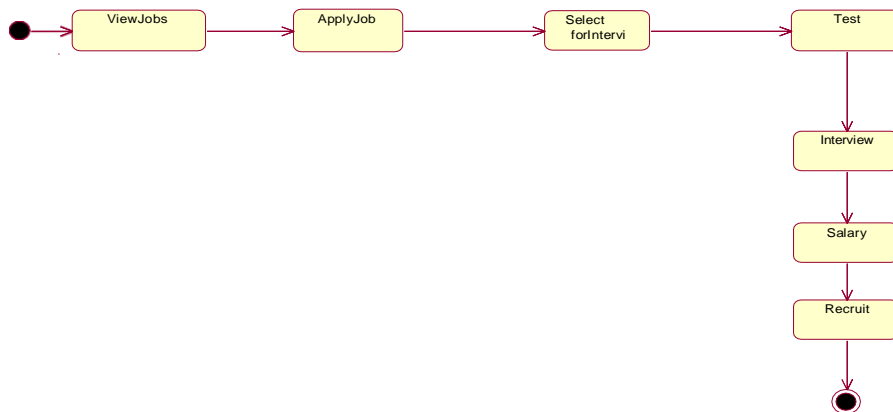 ViewJobs
ApplyJob
Select
forIntervi
Test
Interview
Salary
Recruit